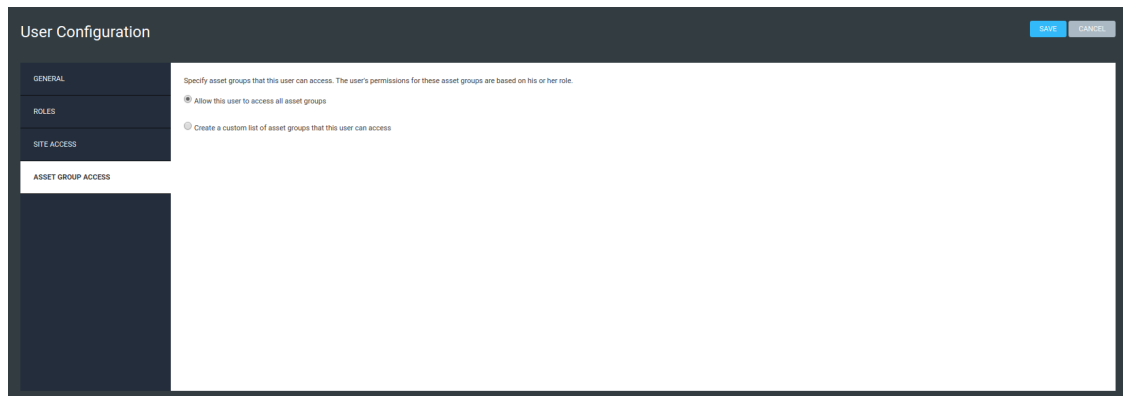 User Configuration
SAVE
CANCEL
GENERAL
ROLES
SITE ACCESS
ASSET GROUP ACCESS
Specify asset groups that this user can access. The user's permissions for these asset groups are based on his or her role.
Allow this user to access all asset groups
Create a custom list of asset groups that this user can access